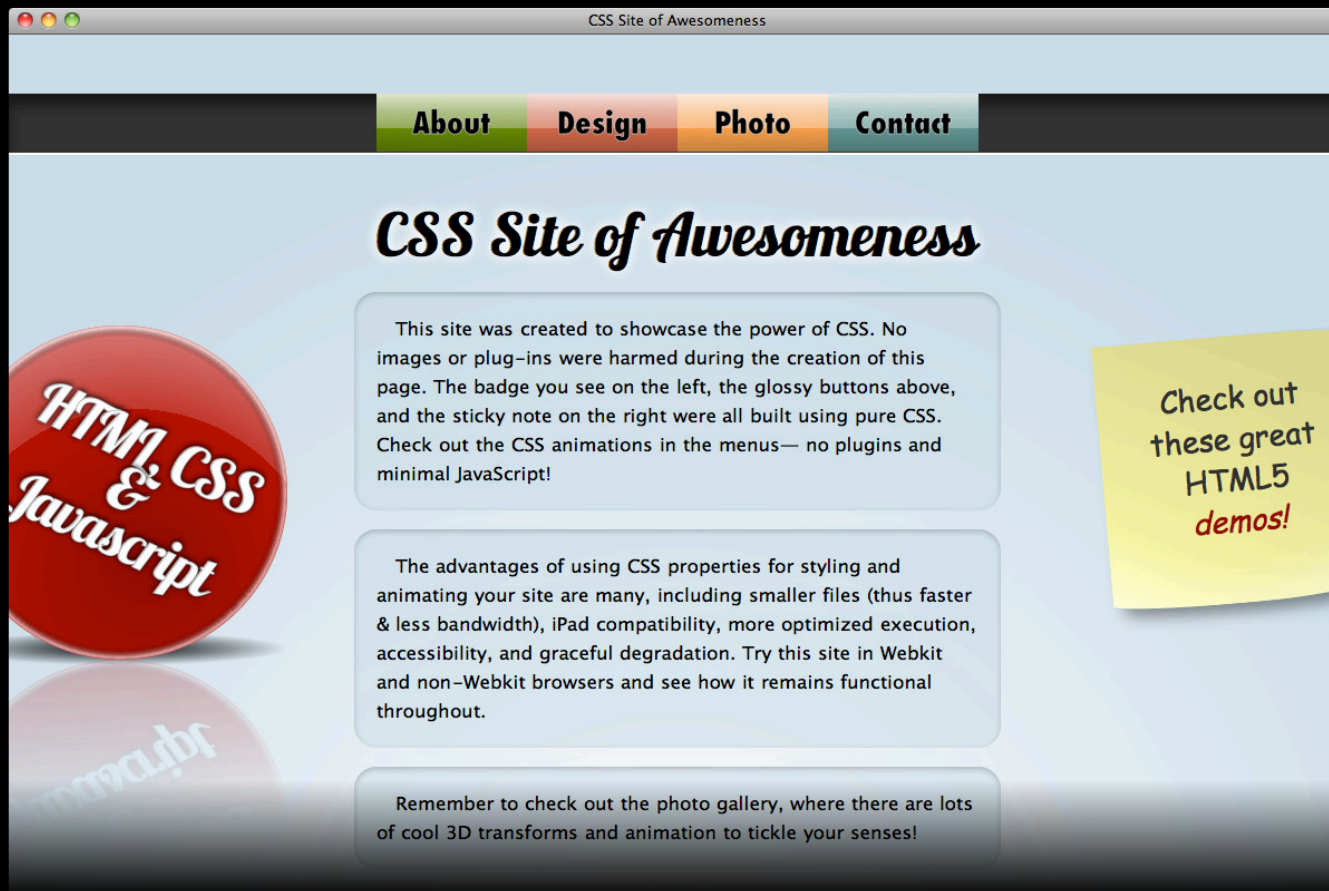 CSS Site of Awesomeness
About Design Photo Contact
CSS Site of Awesomeness
This site was created to showcase the power of CSS. No
images or plug-ins were harmed during the creation of this
page. The badge you see on the left, the glossy buttons above,
and the sticky note on the right were all built using pure CSS.
Check out the CSS animations in the menus— no plugins and
minimal JavaScript!
HTML, CSS
&
Javascript
Check out
these great
HTML5
demos!
The advantages of using CSS properties for styling and
animating your site are many, including smaller files (thus faster
& less bandwidth), iPad compatibility, more optimized execution,
accessibility, and graceful degradation. Try this site in Webkit
and non-Webkit browsers and see how it remains functional
throughout.
Remember to check out the photo gallery, where there are lots
of cool 3D transforms and animation to tickle your senses!